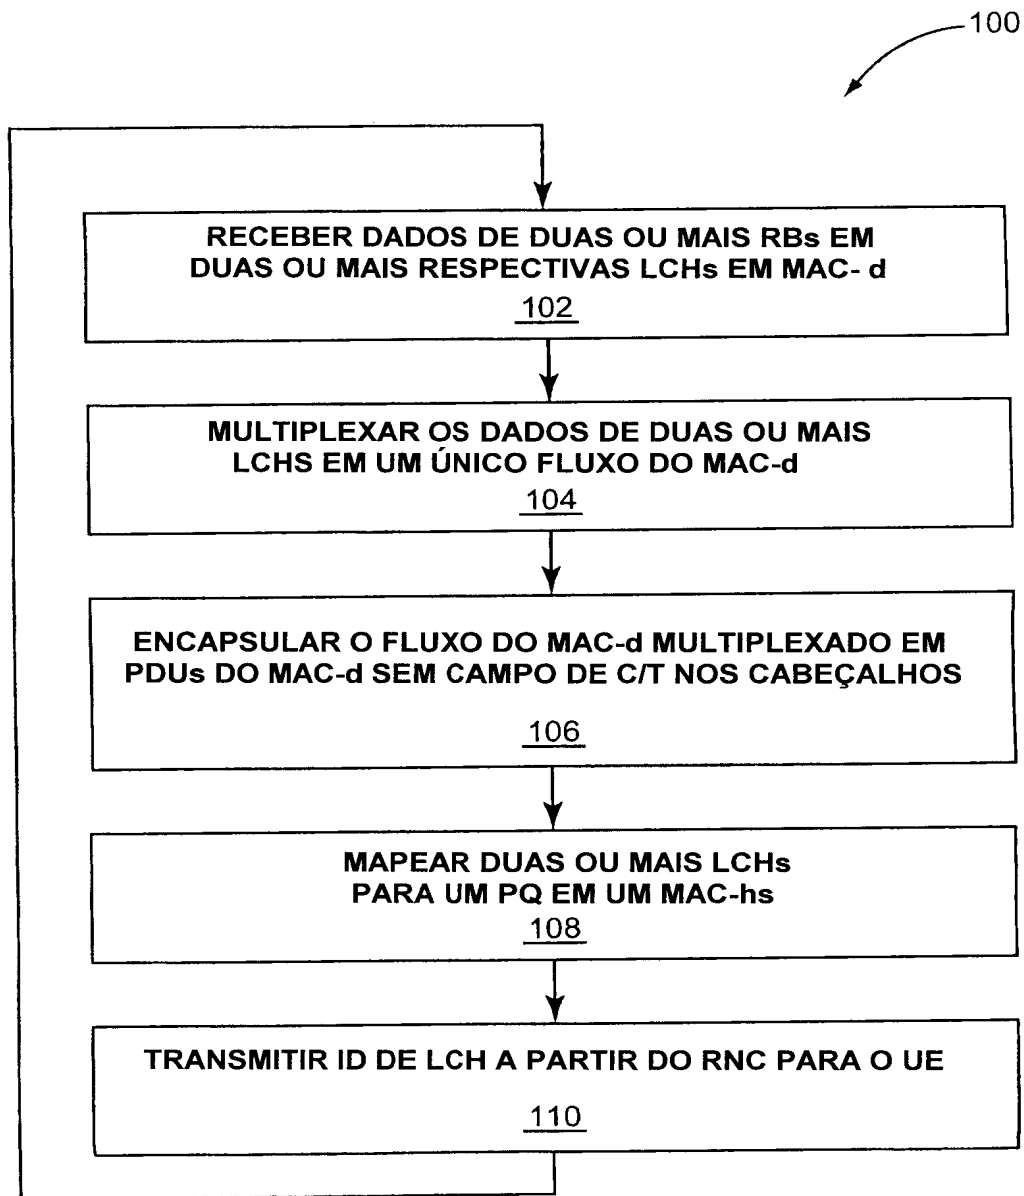 100
RECEBER DADOS DE DUAS OU MAIS RBs EM
DUAS OU MAIS RESPECTIVAS LCHs EM MAC- d
102
MULTIPLEXAR OS DADOS DE DUAS OU MAIS
LCHS EM UM ÚNICO FLUXO DO MAC-d
104
ENCAPSULAR O FLUXO DO MAC-d MULTIPLEXADO EM
PDUs DO MAC-d SEM CAMPO DE C/T NOS CABEÇALHOS
106
MAPEAR DUAS OU MAIS LCHs
PARA UM PQ EM UM MAC-hs
108
TRANSMITIR ID DE LCH A PARTIR DO RNC PARA O UE
110